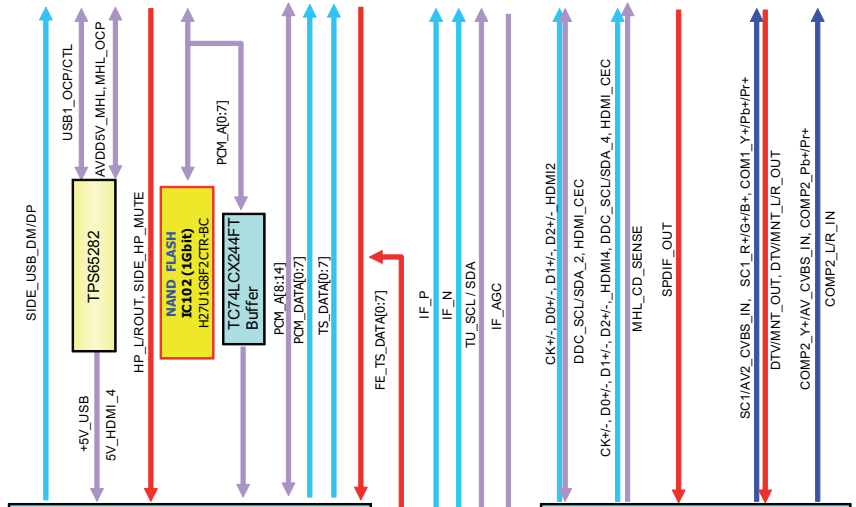 SIDE_USB_DM/DP
USB1_OCP/CTL
AVDD5V_MHL,MHL_OCP
TPS65282
+5V_USB
5V_HDMI_4
HP_L/ROUT, SIDE_HP_MUTE
NAND FLASH
IC102 (1Gbit)
H27U1G8F2CTR-BC
PCM_A[0:7]
TC74LCX244FT
Buffer
PCM_A[8:14]
PCM_DATA[0:7]
TS_DATA[0:7]
FE_TS_DATA[0:7]
IF_P
IF_N
TU_SCL / SDA
IF_AGC
CK+/-, D0+/-, D1+/-, D2+/-_HDMI2
DDC_SCL/SDA_2, HDMI_CEC
CK+/-, D0+/-, D1+/-, D2+/-_HDMI4, DDC_SCL/SDA_4, HDMI_CEC
MHL_CD_SENSE
SPDIF_OUT
SC1/AV2_CVBS_IN, SC1_R+/G+/B+, COM1_Y+/Pb+/Pr+
DTV/MNT_OUT, DTV/MNT_L/R_OUT
COMP2_Y+/AV_CVBS_IN, COMP2_Pb+/Pr+
COMP2_L/R_IN